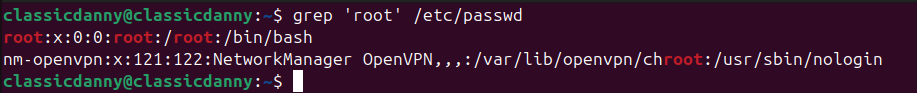 classicdanny@classicdanny:~$ grep 'root' /etc/passwd
root:x:0:0:root:/root:/bin/bash
nm-openvpn:x:121:122:NetworkManager OpenVPN,,,:/var/lib/openvpn/chroot:/usr/sbin/nologin
classicdanny@classicdanny:~$